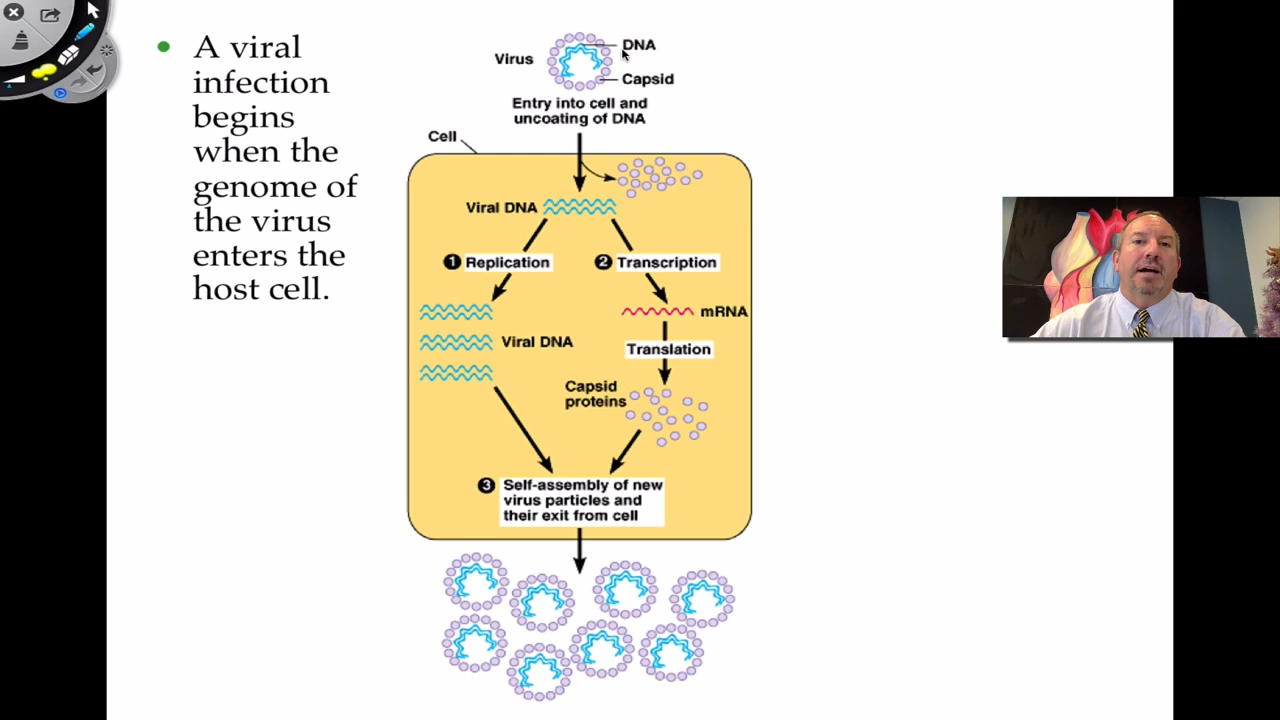 • A viral
infection
begins
when the
genome of
the virus
enters the
host cell.
Virus
DNA
Capsid
Entry into cell and
uncoating of DNA
Cell
Viral DNA
1 Replication
2 Transcription
mRNA
Viral DNA
Translation
Capsid
proteins
3 Self-assembly of new
virus particles and
their exit from cell